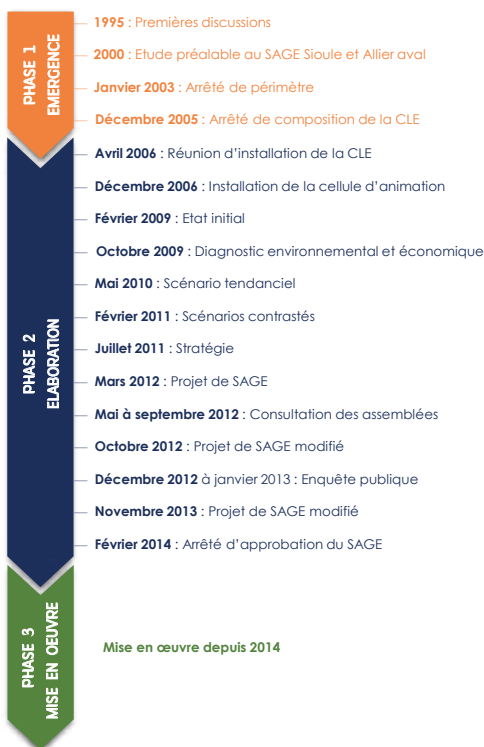 PHASE 1
EMERGENCE
1995 : Premières discussions
2000 : Etude préalable au SAGE Sioule et Allier aval
Janvier 2003 : Arrêté de périmètre
Décembre 2005 : Arrêté de composition de la CLE
PHASE 2
ELABORATION
Avril 2006 : Réunion d’installation de la CLE
Décembre 2006 : Installation de la cellule d’animation
Février 2009 : Etat initial
Octobre 2009 : Diagnostic environnemental et économique
Mai 2010 : Scénario tendanciel
Février 2011 : Scénarios contrastés
Juillet 2011 : Stratégie
Mars 2012 : Projet de SAGE
Mai à septembre 2012 : Consultation des assemblées
Octobre 2012 : Projet de SAGE modifié
Décembre 2012 à janvier 2013 : Enquête publique
Novembre 2013 : Projet de SAGE modifié
Février 2014 : Arrêté d’approbation du SAGE
PHASE 3
MISE EN OEUVRE
Mise en œuvre depuis 2014